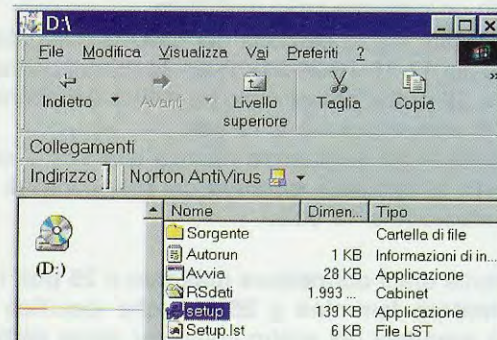 D:\
File Modifica Visualizza Vai Preferiti ?
Indietro Avanti Livello superiore Taglia Copia »
Collegamenti
Indirizzo Norton AntiVirus
(D:)
Nome Dimen... Tipo
Sorgente Cartella di file
Autorun 1 KB Informazioni di in...
Avvia 28 KB Applicazione
RSdati 1.993 ... Cabinet
setup 139 KB Applicazione
Setup.lst 6 KB File LST